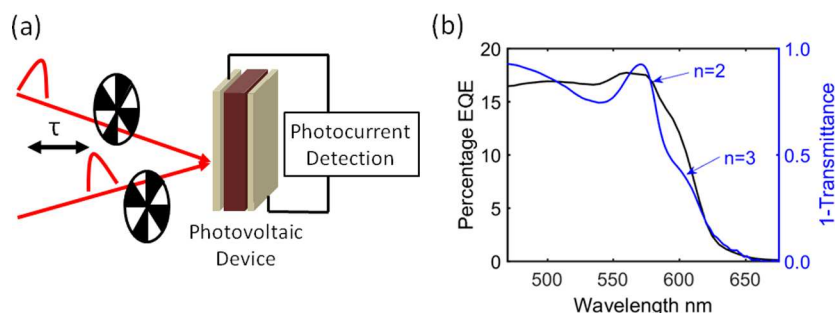 (a)
τ
Photocurrent
Detection
Photovoltaic
Device
(b)
Percentage EQE
20
15
10
5
0
500
550
600
650
Wavelength nm
n=2
n=3
1.0
0.5
0.0
1-Transmittance